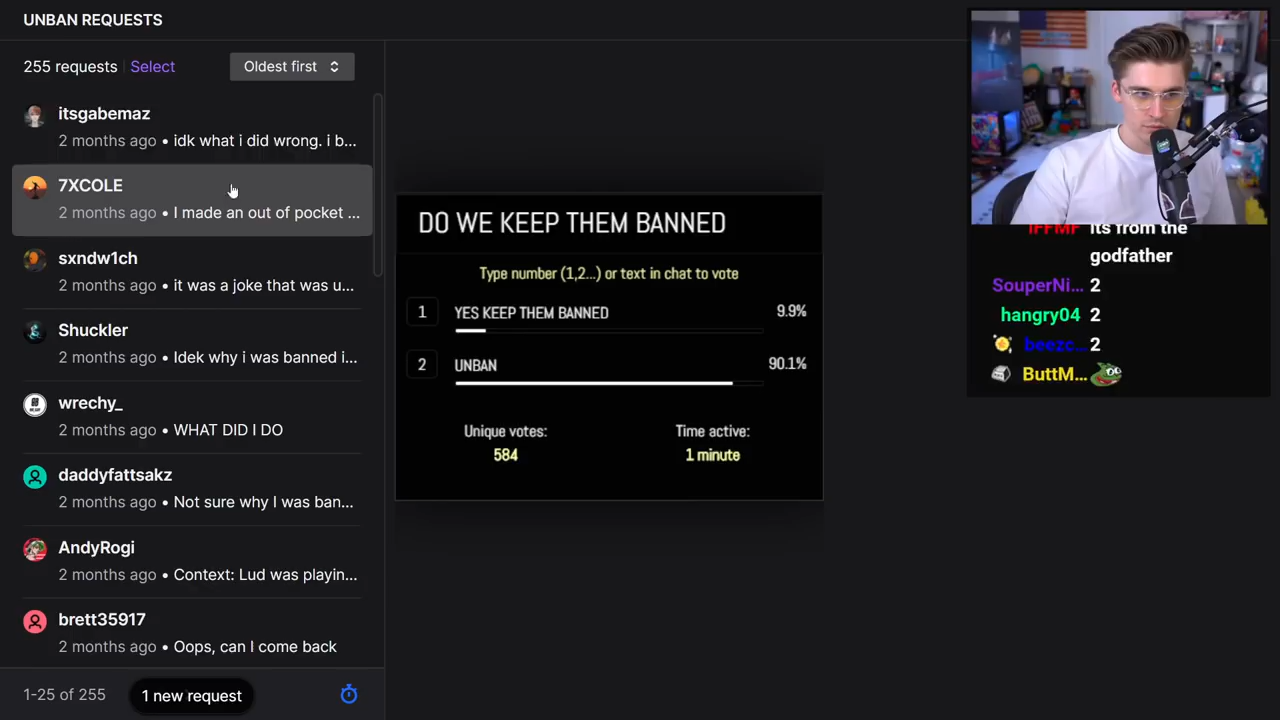 UNBAN REQUESTS
255 requests Select Oldest first
itsgabemaz
2 months ago • idk what i did wrong. i b...
7XCOLE
2 months ago • I made an out of pocket ...
sxndw1ch
2 months ago • it was a joke that was u...
Shuckler
2 months ago • Idek why i was banned i...
wrechy_
2 months ago • WHAT DID I DO
daddyfattsakz
2 months ago • Not sure why I was ban...
AndyRogi
2 months ago • Context: Lud was playin...
brett35917
2 months ago • Oops, can I come back
1-25 of 255 1 new request
DO WE KEEP THEM BANNED
Type number (1,2...) or text in chat to vote
1 YES KEEP THEM BANNED 9.9%
2 UNBAN 90.1%
Unique votes: Time active:
584 1 minute
its from the
godfather
SouperNi... 2
hangry04 2
beezc... 2
ButtM...